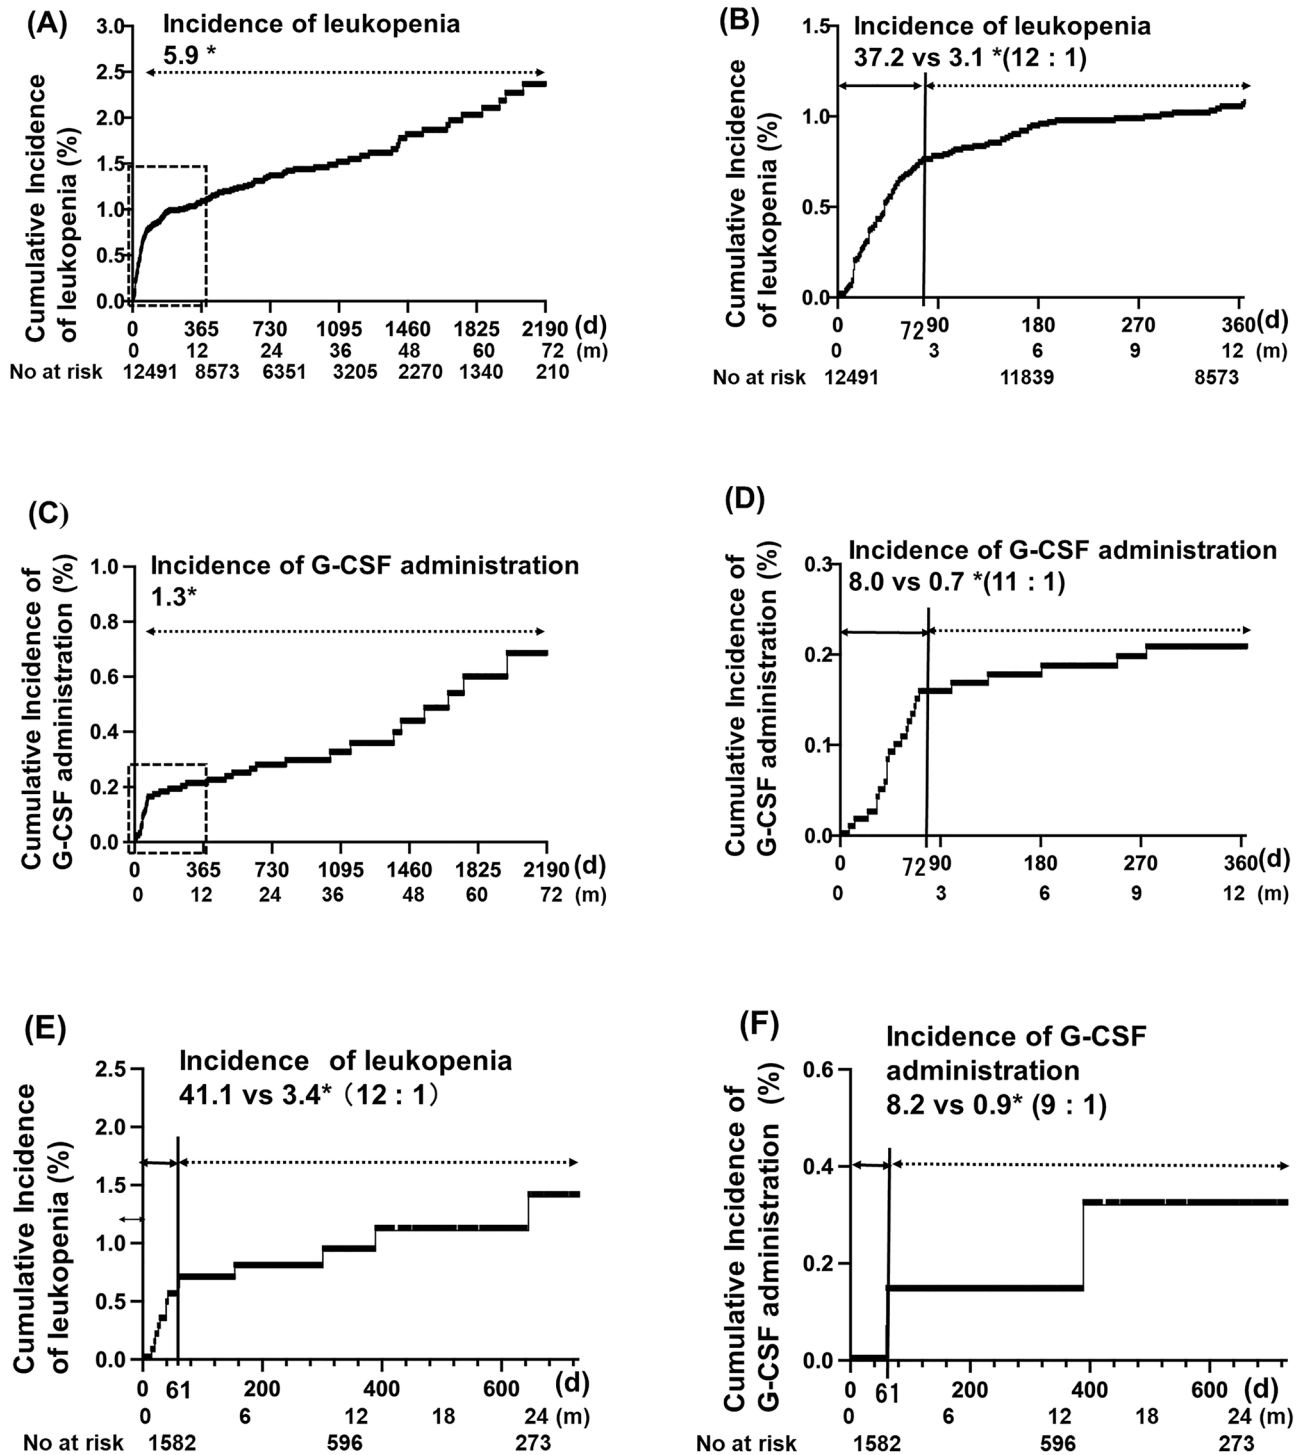 (A)
Incidence of leukopenia
5.9 *
Cumulative Incidence
of leukopenia (%)
3.0
2.5
2.0
1.5
1.0
0.5
0.0
0 365 730 1095 1460 1825 2190 (d)
0 12 24 36 48 60 72 (m)
No at risk 12491 8573 6351 3205 2270 1340 210
(B)
Incidence of leukopenia
37.2 vs 3.1 *(12 : 1)
Cumulative Incidence
of leukopenia (%)
1.5
1.0
0.5
0.0
0 72 90 180 270 360 (d)
0 3 6 9 12 (m)
No at risk 12491 11839 8573
(C)
Incidence of G-CSF administration
1.3*
Cumulative Incidence of
G-CSF administration (%)
1.0
0.8
0.6
0.4
0.2
0.0
0 365 730 1095 1460 1825 2190 (d)
0 12 24 36 48 60 72 (m)
(D)
Incidence of G-CSF administration
8.0 vs 0.7 *(11 : 1)
Cumulative Incidence of
G-CSF administration (%)
0.3
0.2
0.1
0.0
0 72 90 180 270 360 (d)
0 3 6 9 12 (m)
(E)
Incidence of leukopenia
41.1 vs 3.4* (12 : 1)
Cumulative Incidence
of leukopenia (%)
2.5
2.0
1.5
1.0
0.5
0.0
0 61 200 400 600 (d)
0 6 12 18 24 (m)
No at risk 1582 596 273
(F)
Incidence of G-CSF
administration
8.2 vs 0.9* (9 : 1)
Cumulative Incidence of
G-CSF administration (%)
0.6
0.4
0.2
0.0
0 61 200 400 600 (d)
0 6 12 18 24 (m)
No at risk 1582 596 273